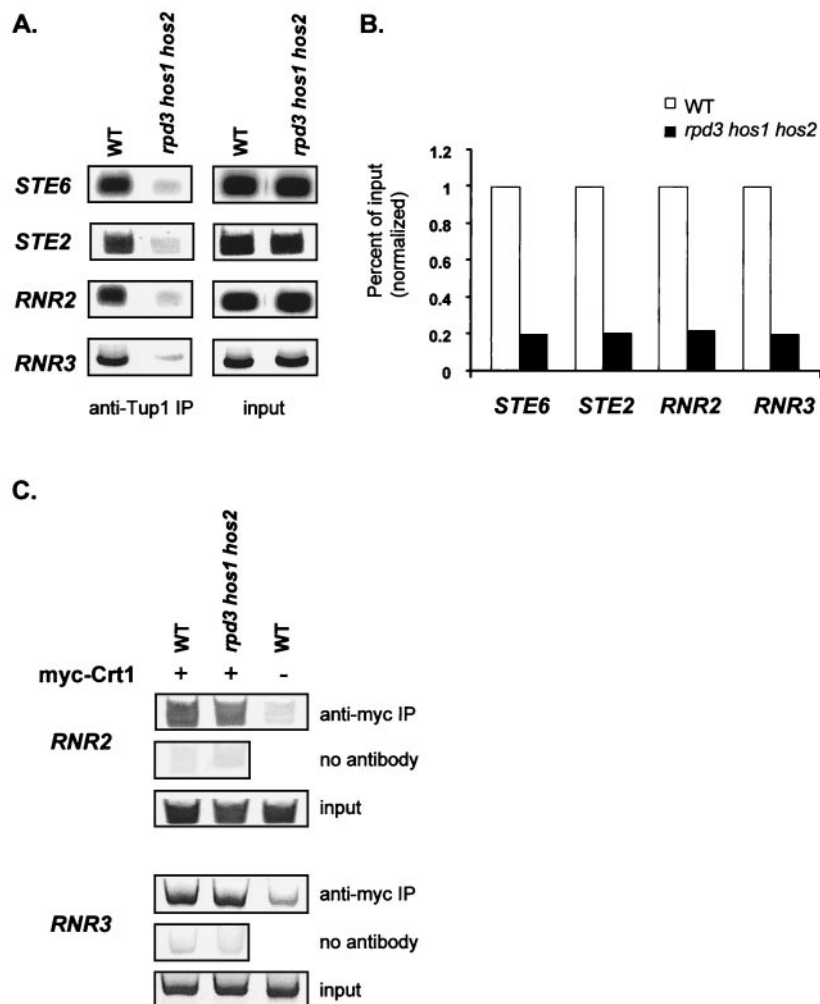 A.
WT
rpd3 hos1 hos2
WT
rpd3 hos1 hos2
STE6
STE2
RNR2
RNR3
anti-Tup1 IP
input
B.
WT
rpd3 hos1 hos2
Percent of input
(normalized)
1.2
1
0.8
0.6
0.4
0.2
0
STE6
STE2
RNR2
RNR3
C.
WT
rpd3 hos1 hos2
WT
myc-Crt1 + + -
RNR2
anti-myc IP
no antibody
input
RNR3
anti-myc IP
no antibody
input